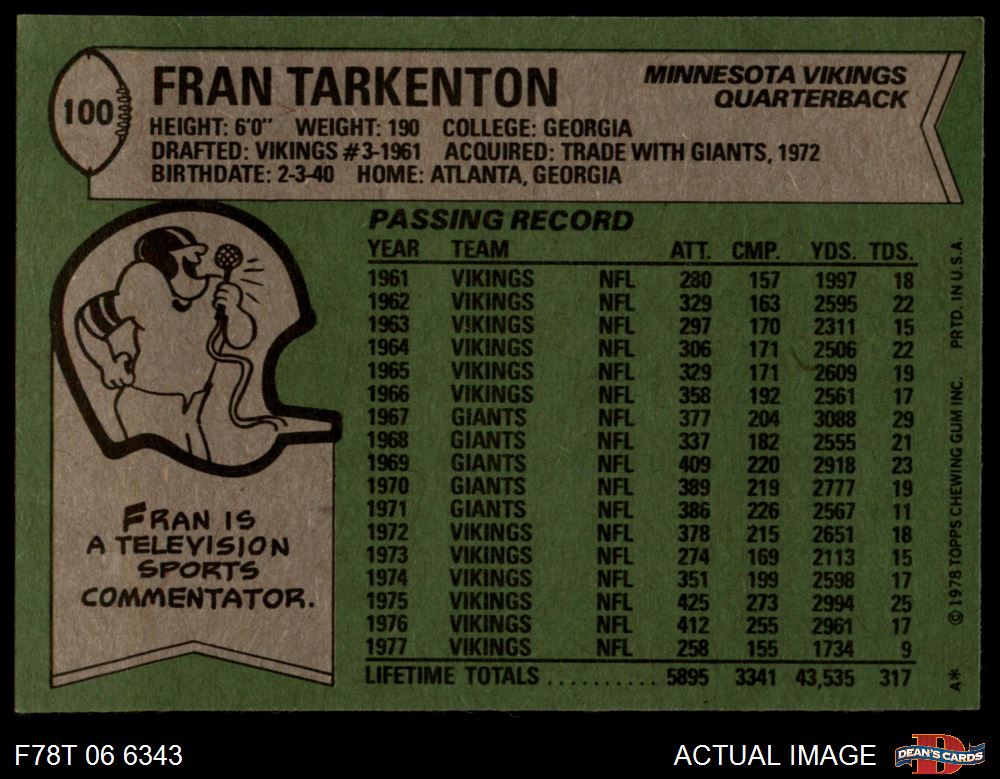 100
FRAN TARKENTON
MINNESOTA VIKINGS
QUARTERBACK
HEIGHT: 6'0" WEIGHT: 190 COLLEGE: GEORGIA
DRAFTED: VIKINGS #3-1961 ACQUIRED: TRADE WITH GIANTS, 1972
BIRTHDATE: 2-3-40 HOME: ATLANTA, GEORGIA
PASSING RECORD
YEAR TEAM ATT. CMP. YDS. TDS.
1961 VIKINGS NFL 280 157 1997 18
1962 VIKINGS NFL 329 163 2595 22
1963 VIKINGS NFL 297 170 2311 15
1964 VIKINGS NFL 306 171 2506 22
1965 VIKINGS NFL 329 171 2609 19
1966 VIKINGS NFL 358 192 2561 17
1967 GIANTS NFL 377 204 3088 29
1968 GIANTS NFL 337 182 2555 21
1969 GIANTS NFL 409 220 2918 23
1970 GIANTS NFL 389 219 2777 19
1971 GIANTS NFL 386 226 2567 11
1972 VIKINGS NFL 378 215 2651 18
1973 VIKINGS NFL 274 169 2113 15
1974 VIKINGS NFL 351 199 2598 17
1975 VIKINGS NFL 425 273 2994 25
1976 VIKINGS NFL 412 255 2961 17
1977 VIKINGS NFL 258 155 1734 9
LIFETIME TOTALS .......... 5895 3341 43,535 317
FRAN IS
A TELEVISION
SPORTS
COMMENTATOR.
A* © 1978 TOPPS CHEWING GUM INC. PRTD. IN U.S.A.
F78T 06 6343
ACTUAL IMAGE
D
DEAN'S CARDS